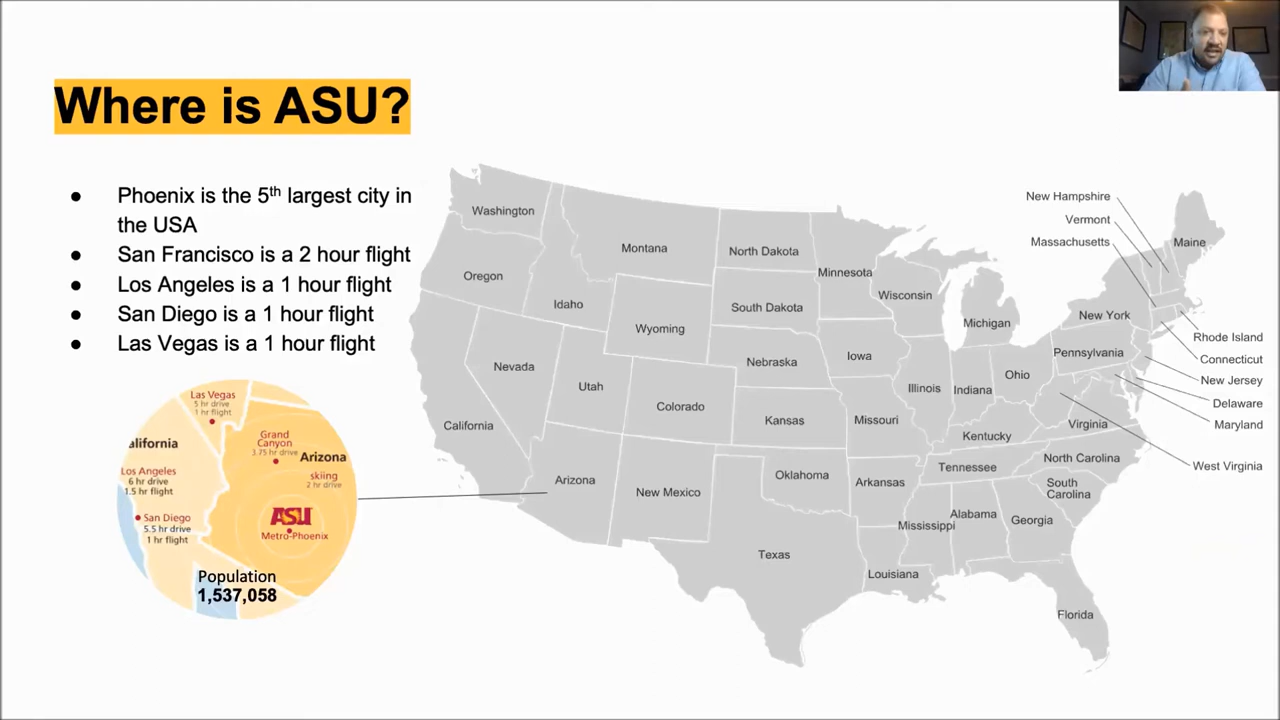 Where is ASU?
● Phoenix is the 5th largest city in
the USA
● San Francisco is a 2 hour flight
● Los Angeles is a 1 hour flight
● San Diego is a 1 hour flight
● Las Vegas is a 1 hour flight
Las Vegas
5 hr drive
1 hr flight
Grand
Canyon
3.75 hr drive
alifornia
Arizona
Los Angeles
6 hr drive
1.5 hr flight
skiing
2 hr drive
ASU
Metro-Phoenix
San Diego
5.5 hr drive
1 hr flight
Population
1,537,058
Washington
Oregon
California
Nevada
Idaho
Montana
Wyoming
Utah
Colorado
Arizona
New Mexico
North Dakota
South Dakota
Nebraska
Kansas
Oklahoma
Texas
Minnesota
Iowa
Missouri
Arkansas
Louisiana
Wisconsin
Illinois
Michigan
Indiana
Ohio
Kentucky
Tennessee
Mississippi
Alabama
Georgia
Florida
South
Carolina
North Carolina
Virginia
Pennsylvania
New York
New Hampshire
Vermont
Massachusetts
Maine
Rhode Island
Connecticut
New Jersey
Delaware
Maryland
West Virginia